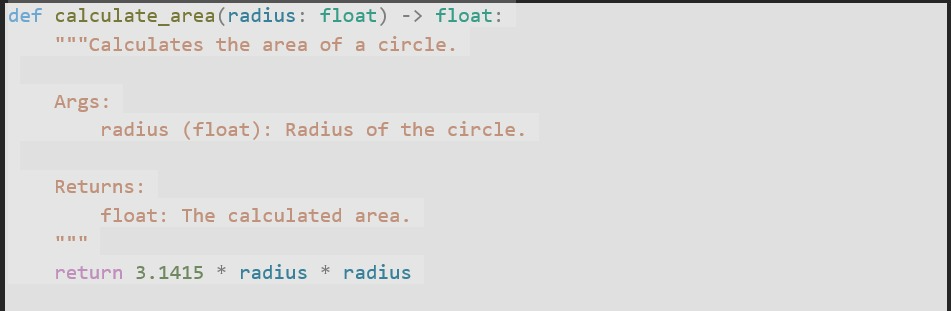 def calculate_area(radius: float) -> float:
    """Calculates the area of a circle.
    Args:
        radius (float): Radius of the circle.
    Returns:
        float: The calculated area.
    """
    return 3.1415 * radius * radius